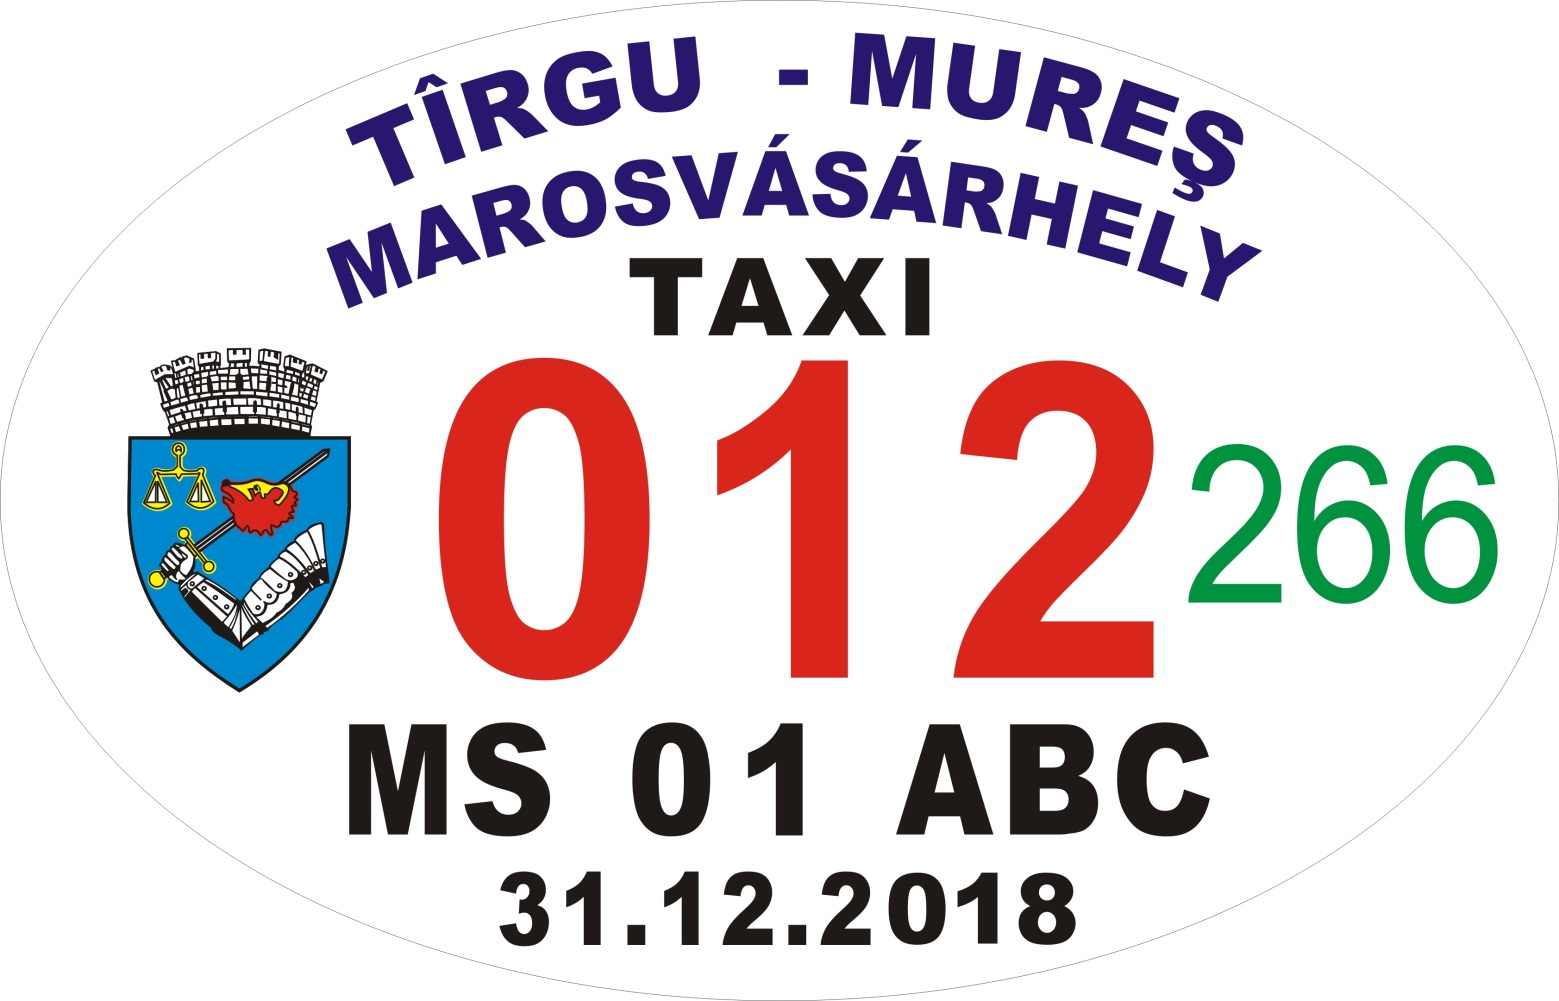 TÎRGU - MUREŞ
MAROSVÁSÁRHELY
TAXI
012 266
MS 01 ABC
31.12.2018